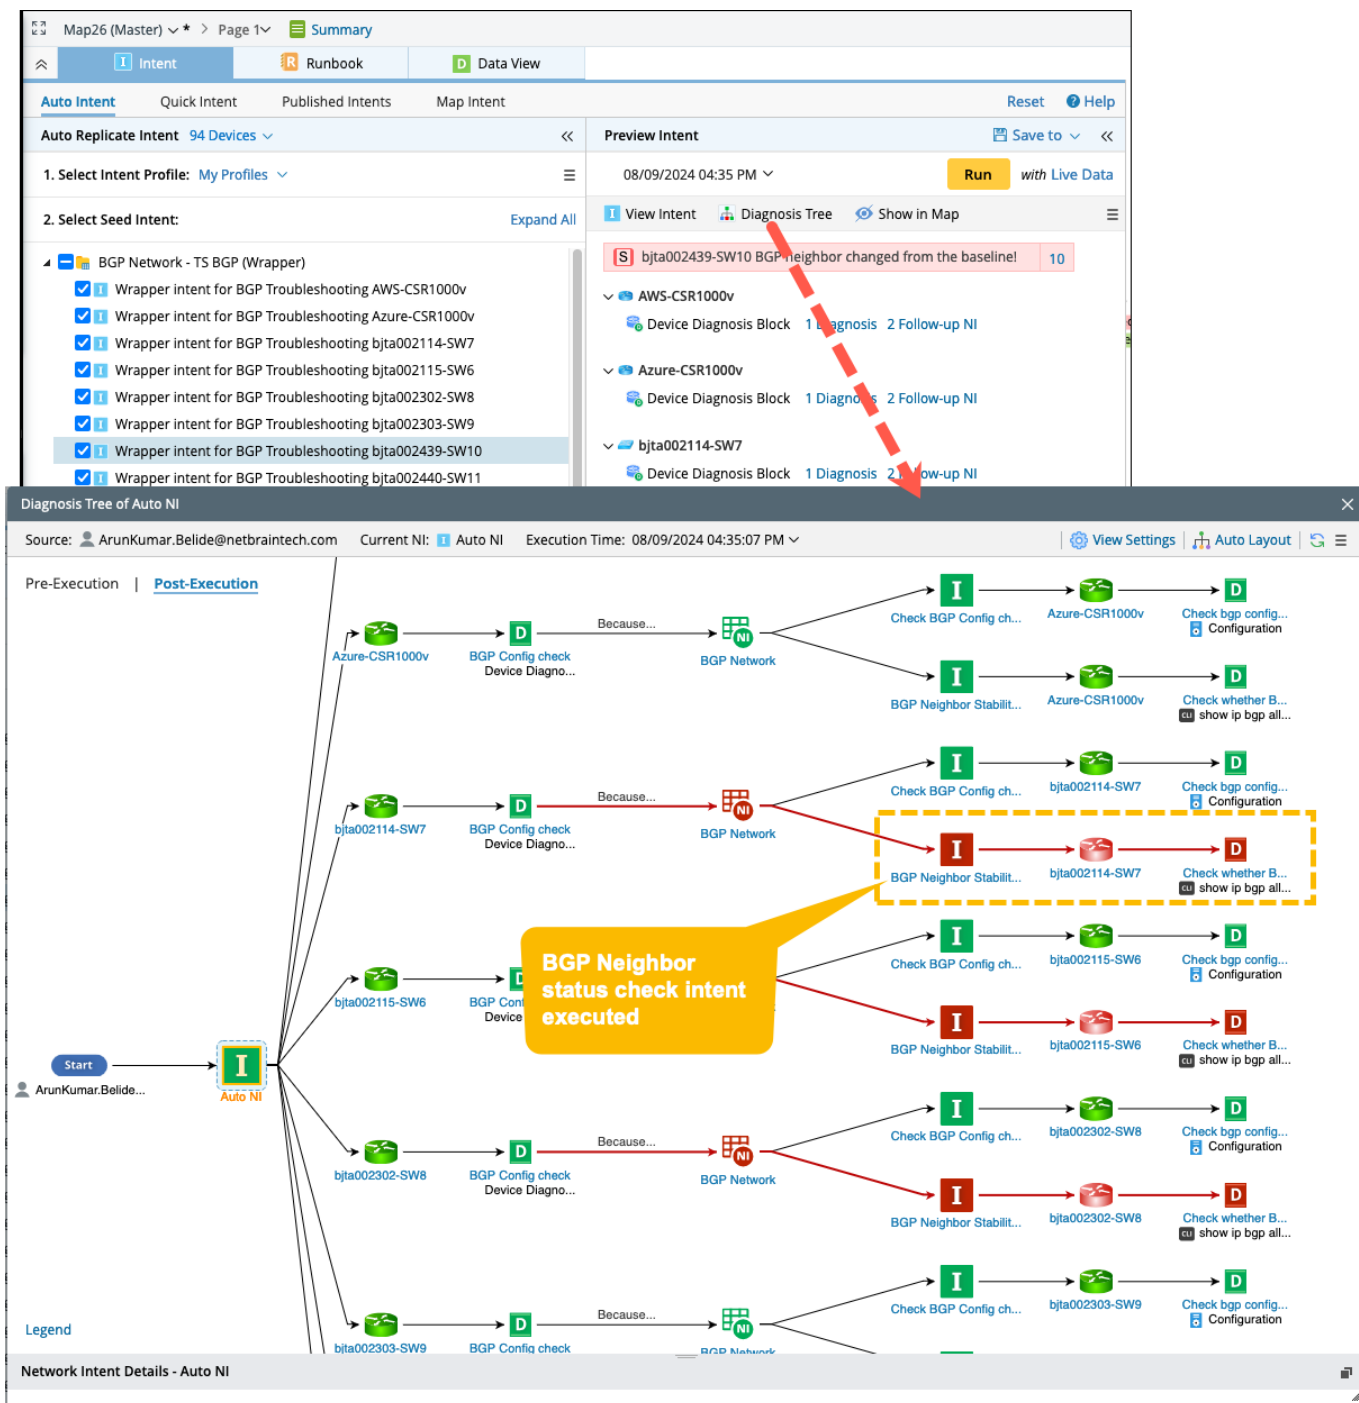 Map26 (Master) * > Page 1 Summary
Intent Runbook Data View
Auto Intent Quick Intent Published Intents Map Intent Reset Help
Auto Replicate Intent 94 Devices
Preview Intent Save to
1. Select Intent Profile: My Profiles
08/09/2024 04:35 PM Run with Live Data
2. Select Seed Intent: Expand All
View Intent Diagnosis Tree Show in Map
BGP Network - TS BGP (Wrapper)
Wrapper intent for BGP Troubleshooting AWS-CSR1000v
Wrapper intent for BGP Troubleshooting Azure-CSR1000v
Wrapper intent for BGP Troubleshooting bjta002114-SW7
Wrapper intent for BGP Troubleshooting bjta002115-SW6
Wrapper intent for BGP Troubleshooting bjta002302-SW8
Wrapper intent for BGP Troubleshooting bjta002303-SW9
Wrapper intent for BGP Troubleshooting bjta002439-SW10
Wrapper intent for BGP Troubleshooting bjta002440-SW11
S bjta002439-SW10 BGP neighbor changed from the baseline! 10
AWS-CSR1000v
Device Diagnosis Block 1 Diagnosis 2 Follow-up NI
Azure-CSR1000v
Device Diagnosis Block 1 Diagnosis 2 Follow-up NI
bjta002114-SW7
Device Diagnosis Block 1 Diagnosis 2 Follow-up NI
Diagnosis Tree of Auto NI
Source: ArunKumar.Belide@netbraintech.com Current NI: Auto NI Execution Time: 08/09/2024 04:35:07 PM View Settings Auto Layout
Pre-Execution | Post-Execution
Check BGP Config ch... Azure-CSR1000v Check bgp config...
Configuration
Because...
Azure-CSR1000v BGP Config check BGP Network
Device Diagno...
BGP Neighbor Stabilit... Azure-CSR1000v Check whether B...
CLI show ip bgp all...
Check BGP Config ch... bjta002114-SW7 Check bgp config...
Configuration
Because...
bjta002114-SW7 BGP Config check BGP Network
Device Diagno...
BGP Neighbor Stabilit... bjta002114-SW7 Check whether B...
CLI show ip bgp all...
BGP Neighbor
status check intent
executed
Check BGP Config ch... bjta002115-SW6 Check bgp config...
Configuration
bjta002115-SW6 BGP Con
Device
BGP Neighbor Stabilit... bjta002115-SW6 Check whether B...
CLI show ip bgp all...
Start
ArunKumar.Belide... Auto NI
Check BGP Config ch... bjta002302-SW8 Check bgp config...
Configuration
Because...
bjta002302-SW8 BGP Config check BGP Network
Device Diagno...
BGP Neighbor Stabilit... bjta002302-SW8 Check whether B...
CLI show ip bgp all...
Check BGP Config ch... bjta002303-SW9 Check bgp config...
Configuration
Because...
bjta002303-SW9 BGP Config check BGP Network
Legend
Network Intent Details - Auto NI